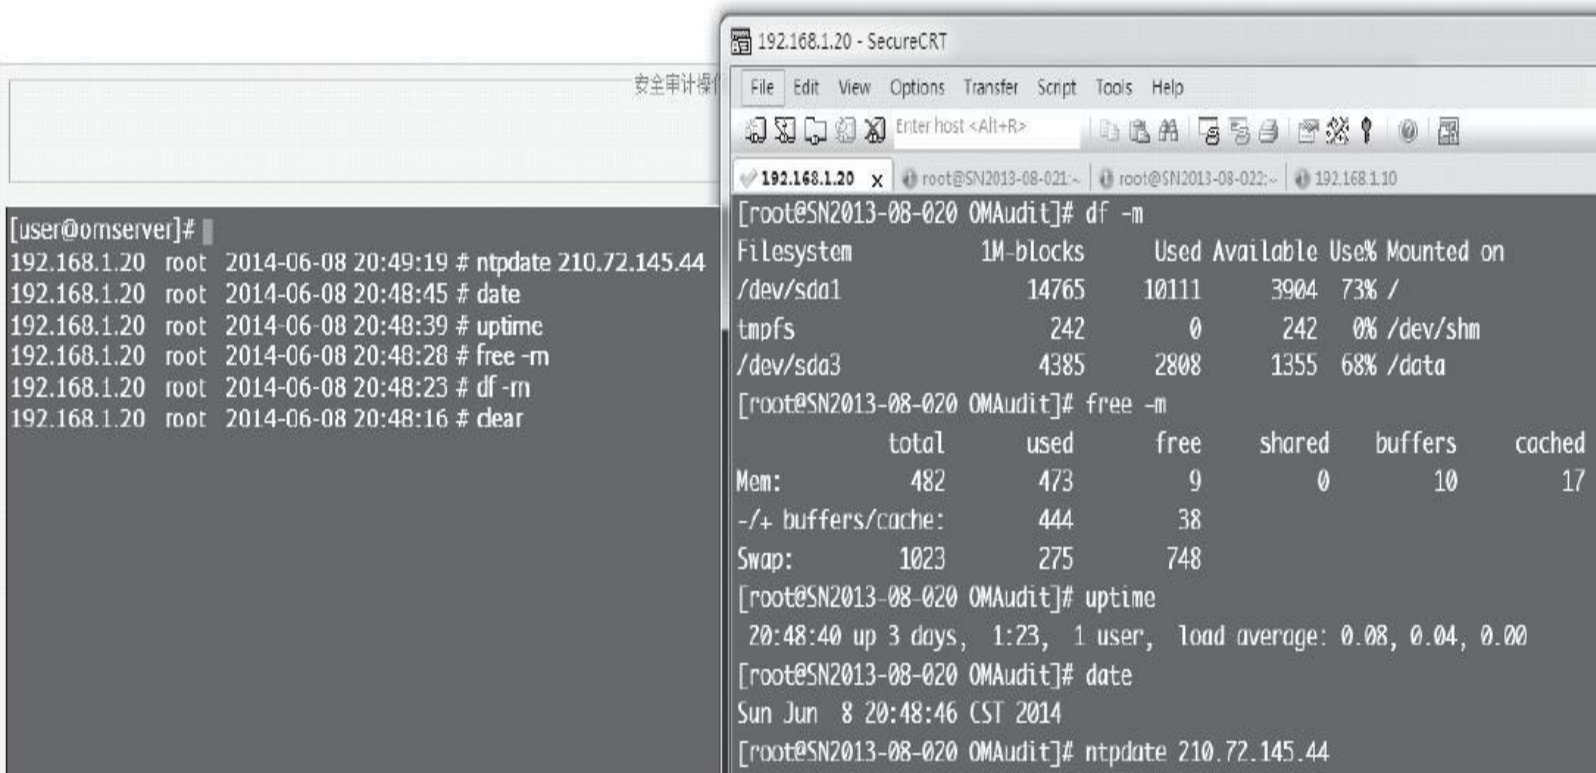 安全审计操
[user@omserver]#
192.168.1.20 root 2014-06-08 20:49:19 # ntpdate 210.72.145.44
192.168.1.20 root 2014-06-08 20:48:45 # date
192.168.1.20 root 2014-06-08 20:48:39 # uptime
192.168.1.20 root 2014-06-08 20:48:28 # free -m
192.168.1.20 root 2014-06-08 20:48:23 # df -m
192.168.1.20 root 2014-06-08 20:48:16 # clear
192.168.1.20 - SecureCRT
File Edit View Options Transfer Script Tools Help
Enter host <Alt+R>
192.168.1.20 x root@SN2013-08-021:~ root@SN2013-08-022:~ 192.168.1.10
[root@SN2013-08-020 OMAudit]# df -m
Filesystem 1M-blocks Used Available Use% Mounted on
/dev/sda1 14765 10111 3904 73% /
tmpfs 242 0 242 0% /dev/shm
/dev/sda3 4385 2808 1355 68% /data
[root@SN2013-08-020 OMAudit]# free -m
total used free shared buffers cached
Mem: 482 473 9 0 10 17
-/+ buffers/cache: 444 38
Swap: 1023 275 748
[root@SN2013-08-020 OMAudit]# uptime
20:48:40 up 3 days, 1:23, 1 user, load average: 0.08, 0.04, 0.00
[root@SN2013-08-020 OMAudit]# date
Sun Jun 8 20:48:46 CST 2014
[root@SN2013-08-020 OMAudit]# ntpdate 210.72.145.44